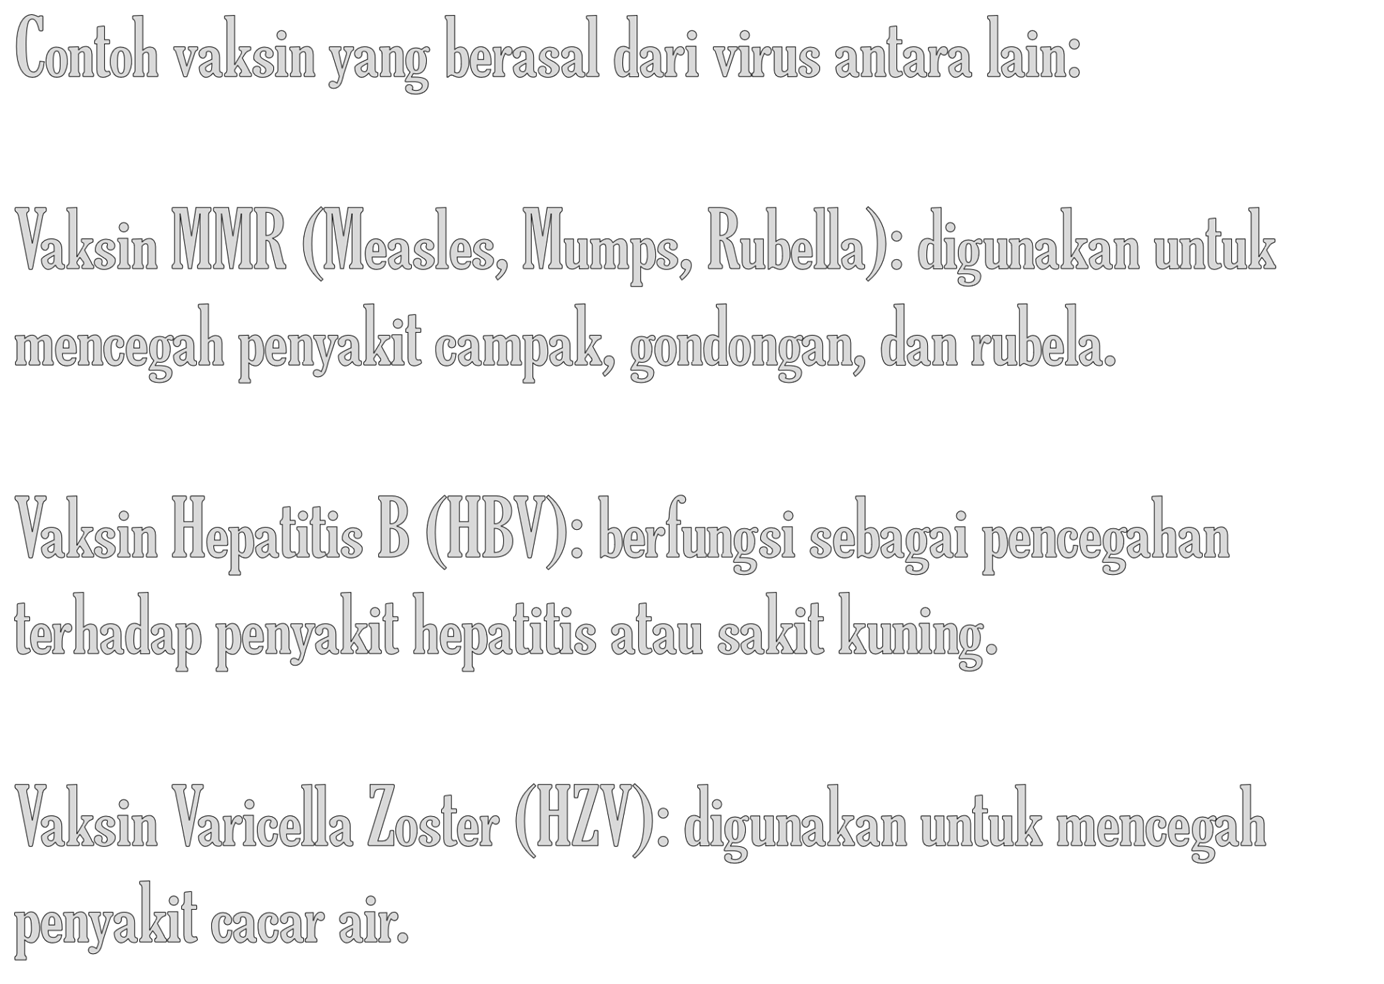 Contoh vaksin yang berasal dari virus antara lain:
Vaksin MMR (Measles, Mumps, Rubella): digunakan untuk
mencegah penyakit campak, gondongan, dan rubela.
Vaksin Hepatitis B (HBV): berfungsi sebagai pencegahan
terhadap penyakit hepatitis atau sakit kuning.
Vaksin Varicella Zoster (HZV): digunakan untuk mencegah
penyakit cacar air.